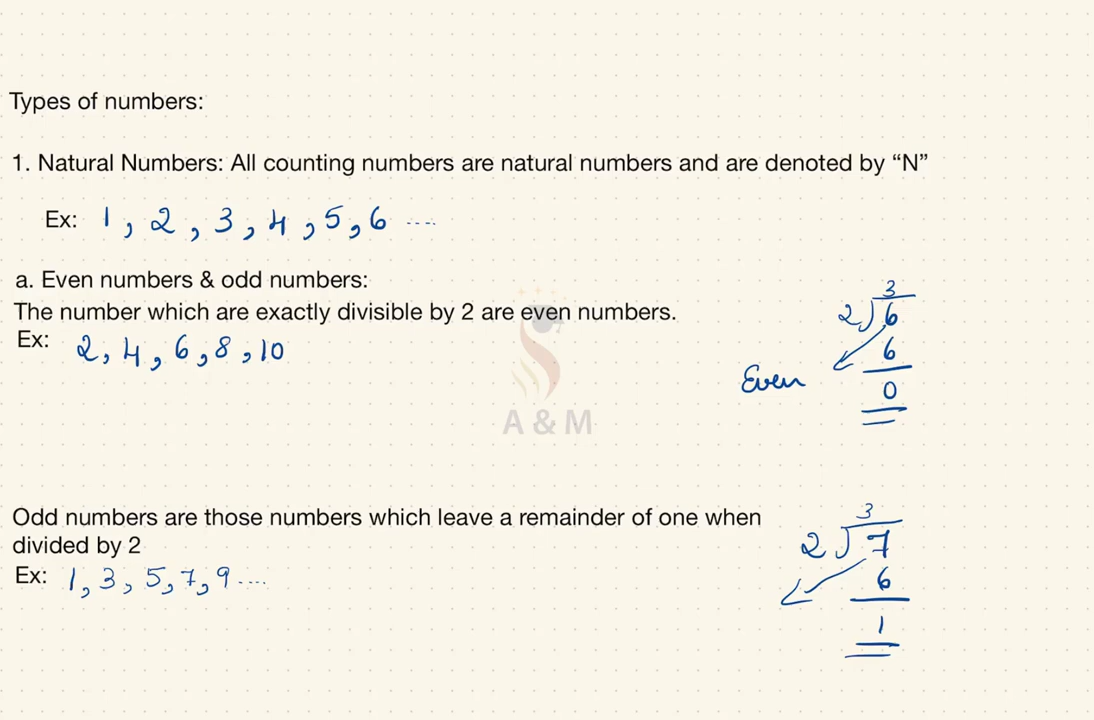 Types of numbers:
1. Natural Numbers: All counting numbers are natural numbers and are denoted by “N”
Ex: 1, 2, 3, 4, 5, 6 ....
a. Even numbers & odd numbers:
The number which are exactly divisible by 2 are even numbers.
Ex: 2, 4, 6, 8, 10
3
2)6
6
Even
0
A & M
Odd numbers are those numbers which leave a remainder of one when
divided by 2
Ex: 1, 3, 5, 7, 9....
3
2)7
6
1